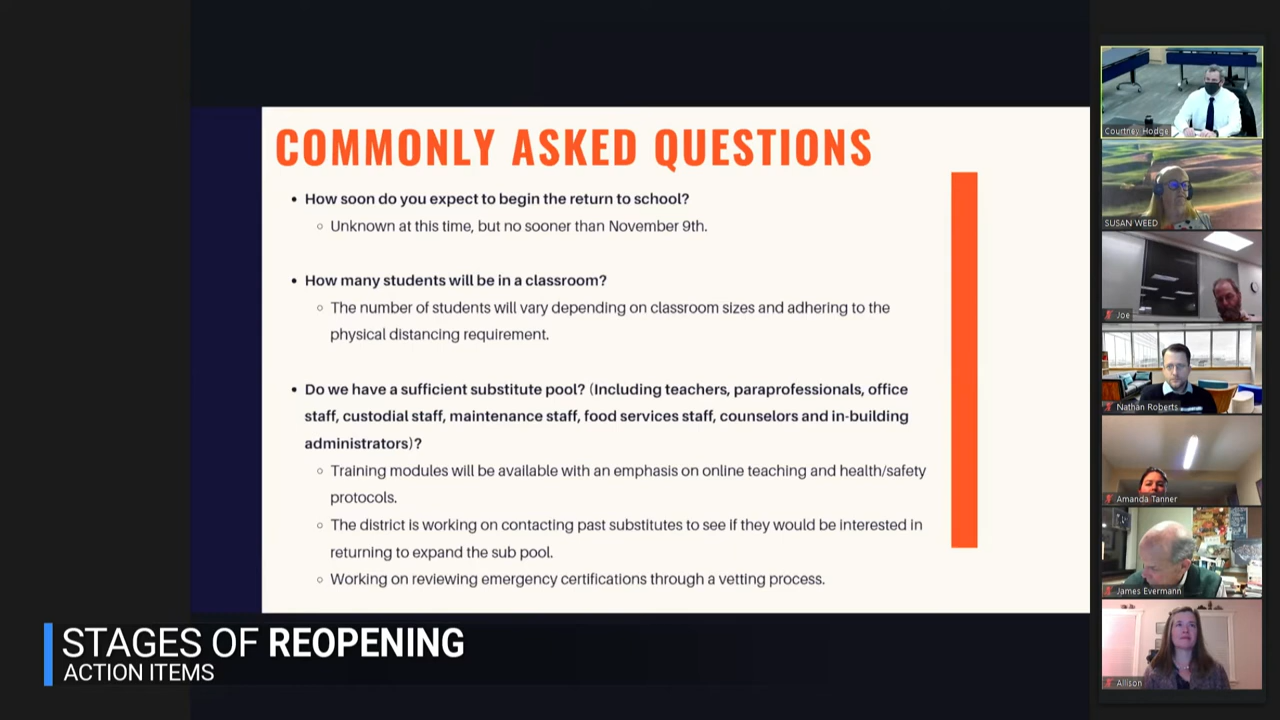 COMMONLY ASKED QUESTIONS
• How soon do you expect to begin the return to school?
◦ Unknown at this time, but no sooner than November 9th.
• How many students will be in a classroom?
◦ The number of students will vary depending on classroom sizes and adhering to the
physical distancing requirement.
• Do we have a sufficient substitute pool? (Including teachers, paraprofessionals, office
staff, custodial staff, maintenance staff, food services staff, counselors and in-building
administrators)?
◦ Training modules will be available with an emphasis on online teaching and health/safety
protocols.
◦ The district is working on contacting past substitutes to see if they would be interested in
returning to expand the sub pool.
◦ Working on reviewing emergency certifications through a vetting process.
STAGES OF REOPENING
ACTION ITEMS
Courtney Hodge
SUSAN WEED
Joe
Nathan Roberts
Amanda Tanner
James Evermann
Allison